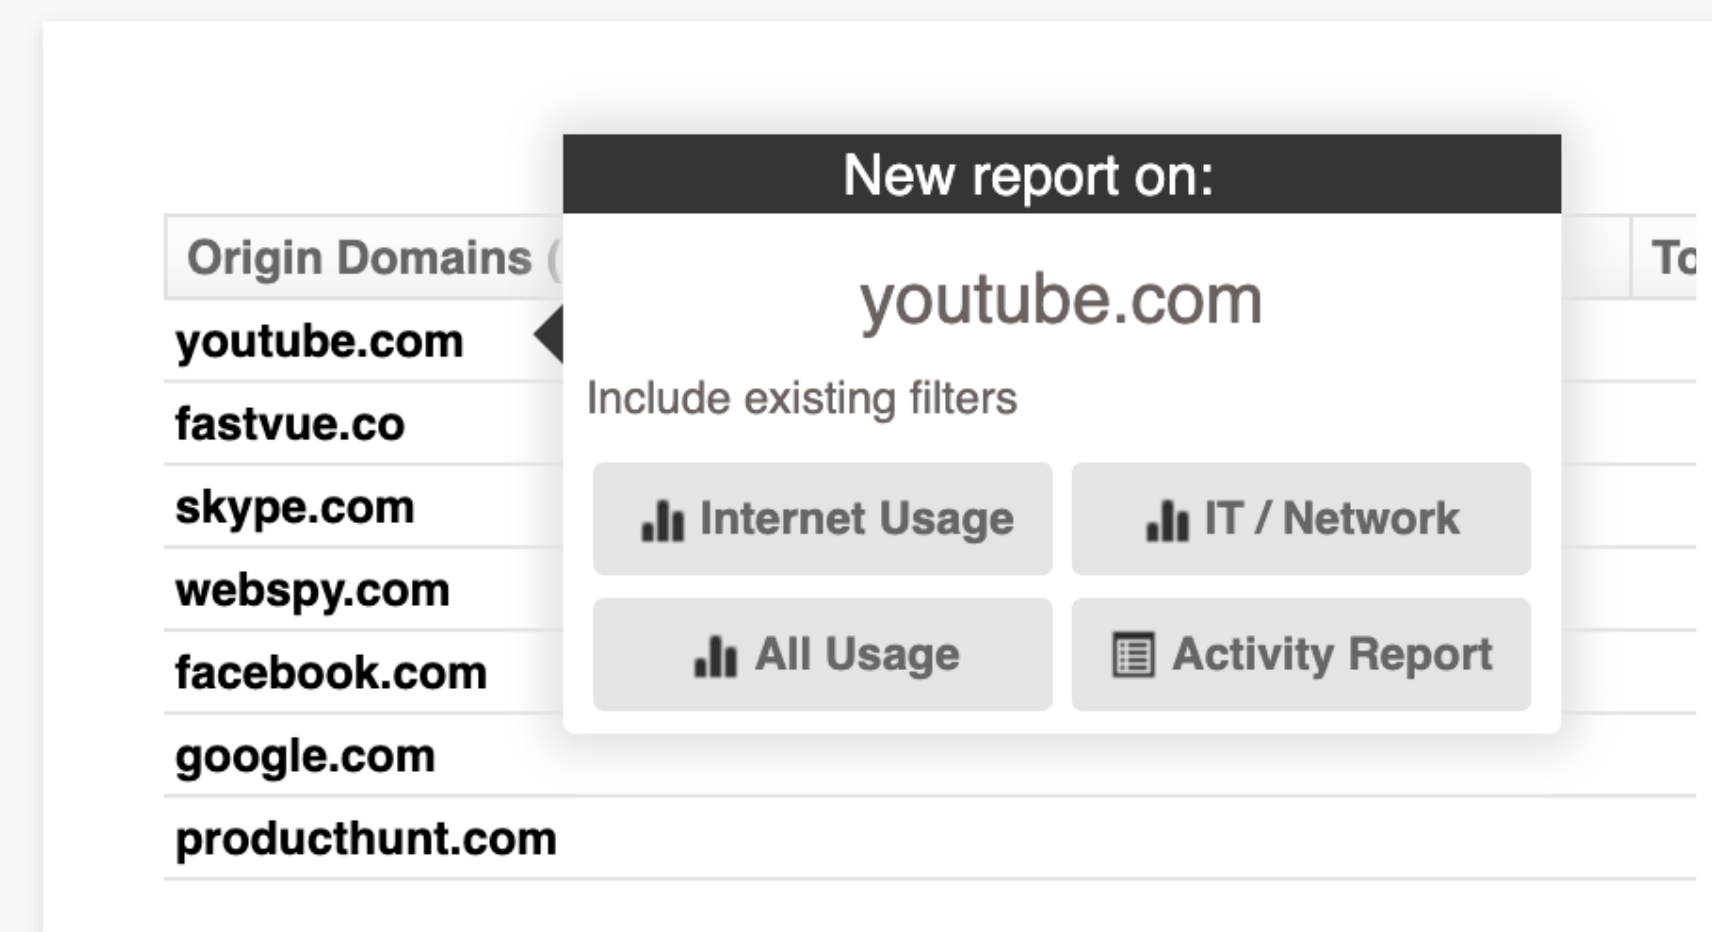 New report on:
Origin Domains (
youtube.com
Include existing filters
Internet Usage
IT / Network
All Usage
Activity Report
youtube.com
fastvue.co
skype.com
webspy.com
facebook.com
google.com
producthunt.com